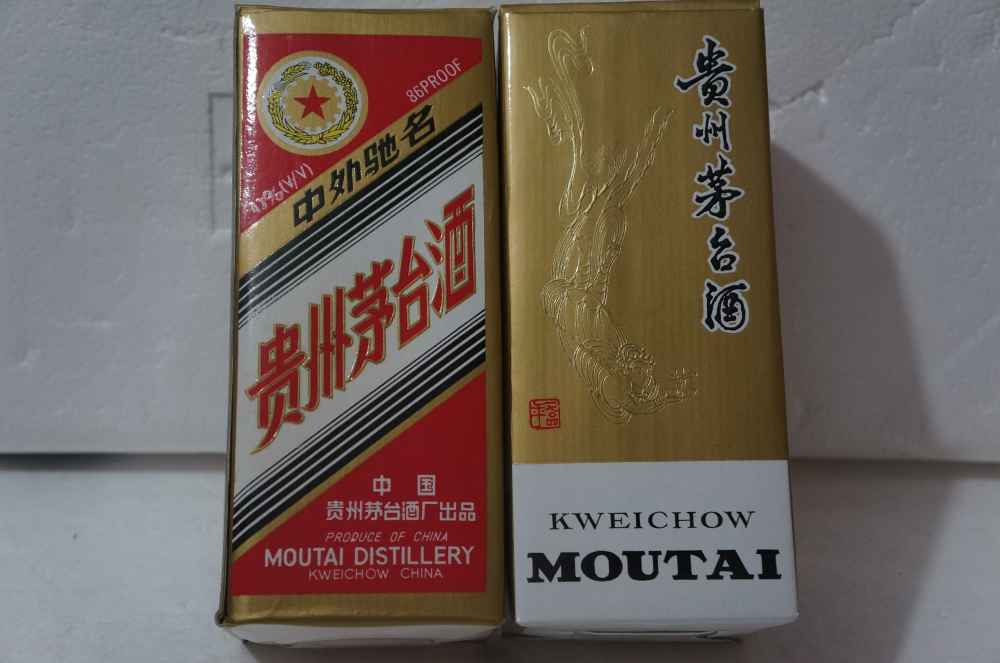 86PROOF
%(V/V)
中外驰名
贵州茅台酒
中国
贵州茅台酒厂出品
PRODUCE OF CHINA
MOUTAI DISTILLERY
KWEICHOW CHINA
贵州茅台酒
KWEICHOW
MOUTAI